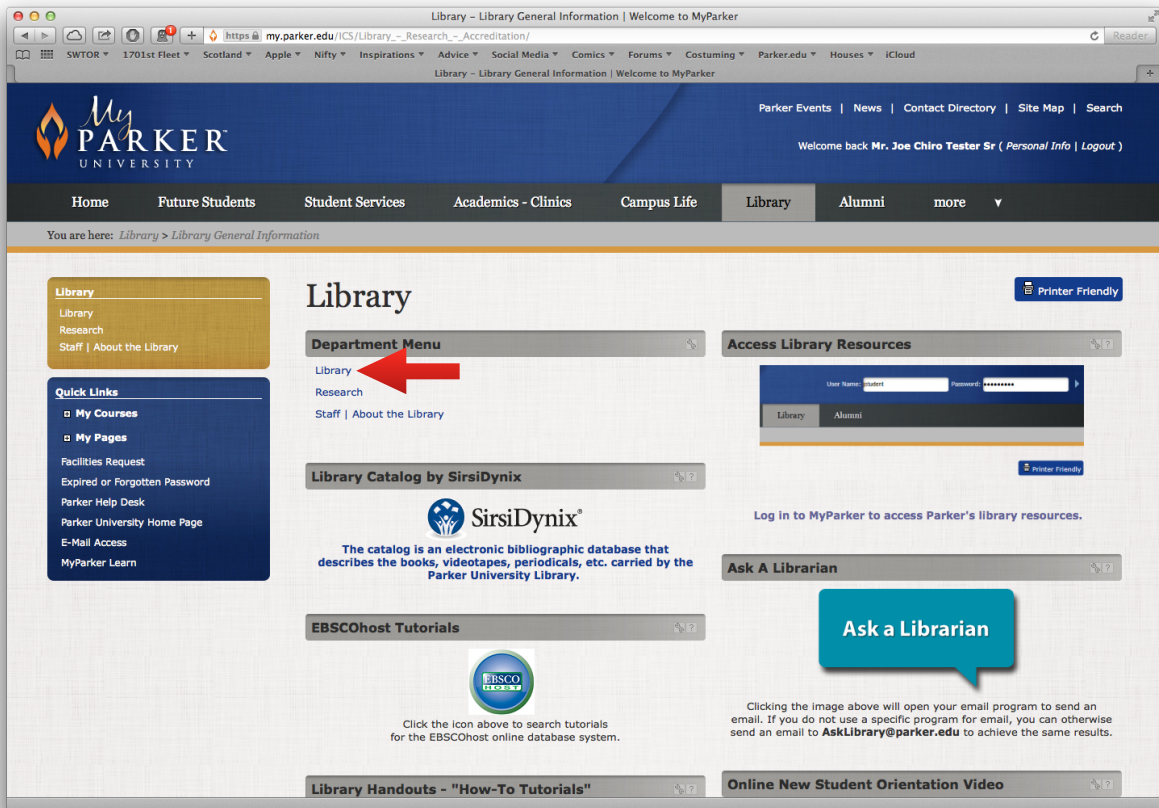 Library – Library General Information | Welcome to MyParker
1
https my.parker.edu/ICS/Library_-_Research_-_Accreditation/
Reader
SWTOR 1701st Fleet Scotland Apple Nifty Inspirations Advice Social Media Comics Forums Costuming Parker.edu Houses iCloud
Library – Library General Information | Welcome to MyParker
My
PARKER™
UNIVERSITY
Parker Events | News | Contact Directory | Site Map | Search
Welcome back Mr. Joe Chiro Tester Sr ( Personal Info | Logout )
Home Future Students Student Services Academics - Clinics Campus Life Library Alumni more
You are here: Library > Library General Information
Library
Library
Research
Staff | About the Library
Quick Links
My Courses
My Pages
Facilities Request
Expired or Forgotten Password
Parker Help Desk
Parker University Home Page
E-Mail Access
MyParker Learn
Library
Printer Friendly
Department Menu
Library
Research
Staff | About the Library
Library Catalog by SirsiDynix
?
SirsiDynix®
The catalog is an electronic bibliographic database that
describes the books, videotapes, periodicals, etc. carried by the
Parker University Library.
EBSCOhost Tutorials
?
EBSCO
HOST
Click the icon above to search tutorials
for the EBSCOhost online database system.
Library Handouts - "How-To Tutorials"
?
Access Library Resources
?
User Name: student Password: •••••••••
Library Alumni
Printer Friendly
Log in to MyParker to access Parker's library resources.
Ask A Librarian
?
Ask a Librarian
Clicking the image above will open your email program to send an
email. If you do not use a specific program for email, you can otherwise
send an email to AskLibrary@parker.edu to achieve the same results.
Online New Student Orientation Video
?